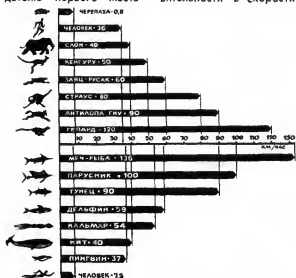 первого места скорости
ЧЕРЕПАХА·0,8
ЧЕЛОВЕК·36
СЛОН·40
КЕНГУРУ·50
ЗАЯЦ-РУСАК·60
СТРАУС·80
АНТИЛОПА ГНУ·90
ГЕПАРД·120
10 20 30 40 50 60 70 80 90 100 110 120 130
КМ/ЧАС
МЕЧ-РЫБА·136
ПАРУСНИК·100
ТУНЕЦ·90
ДЕЛЬФИН·59
КАЛЬМАР·54
КИТ·40
ПИНГВИН·37
ЧЕЛОВЕК·7,5